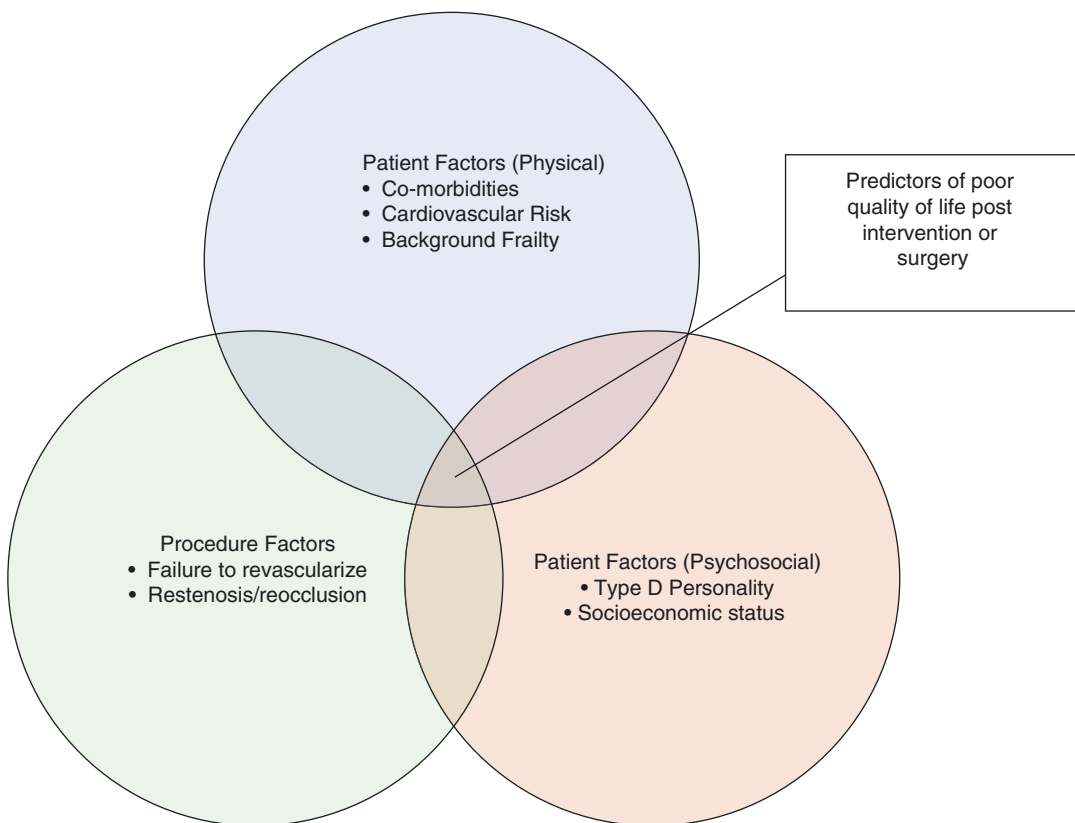 Patient Factors (Physical)
• Co-morbidities
• Cardiovascular Risk
• Background Frailty
Predictors of poor
quality of life post
intervention or
surgery
Procedure Factors
• Failure to revascularize
• Restenosis/reocclusion
Patient Factors (Psychosocial)
• Type D Personality
• Socioeconomic status